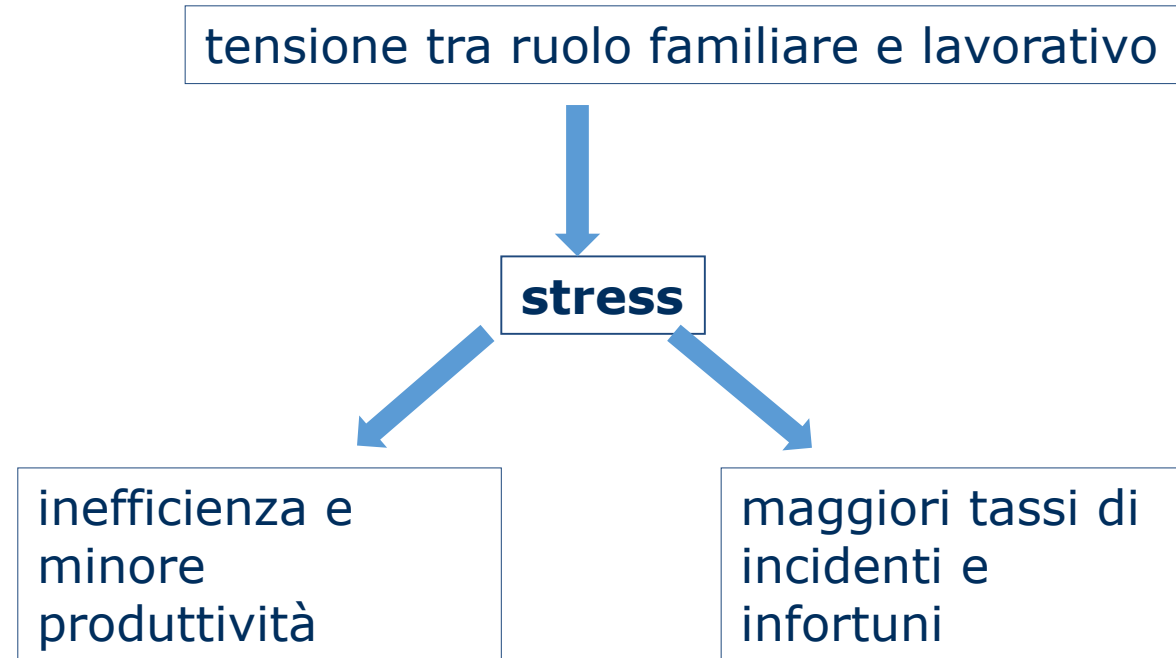 tensione tra ruolo familiare e lavorativo
stress
inefficienza e
minore
produttività
maggiori tassi di
incidenti e
infortuni